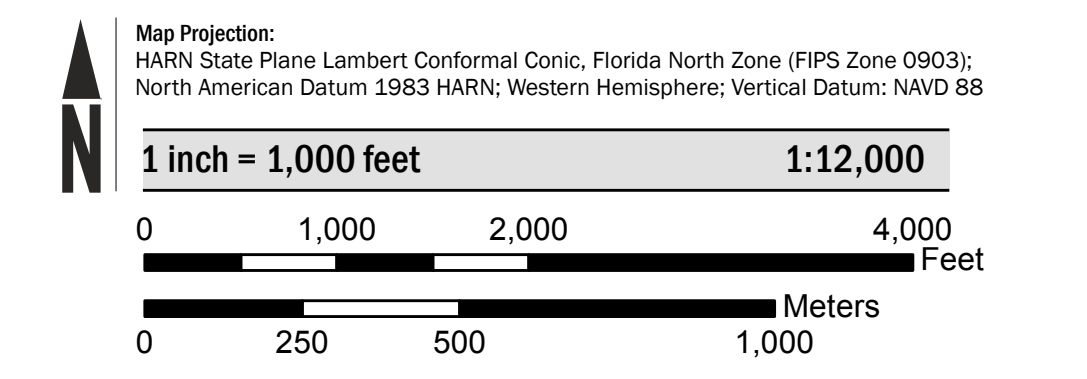 Map Projection:
HARN State Plane Lambert Conformal Conic, Florida North Zone (FIPS Zone 0903);
North American Datum 1983 HARN; Western Hemisphere; Vertical Datum: NAVD 88
N
1 inch = 1,000 feet 1:12,000
0 1,000 2,000 4,000
Feet
Meters
0 250 500 1,000